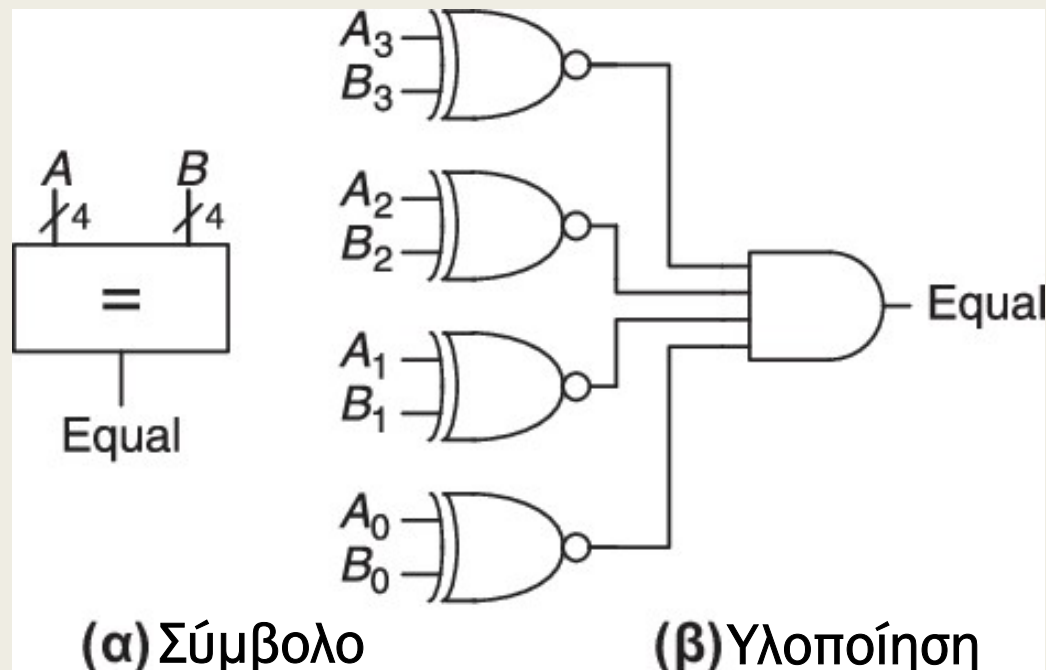 A B
4 4
=
Equal
A3
B3
A2
B2
A1
B1
A0
B0
Equal
(α) Σύμβολο
(β) Υλοποίηση